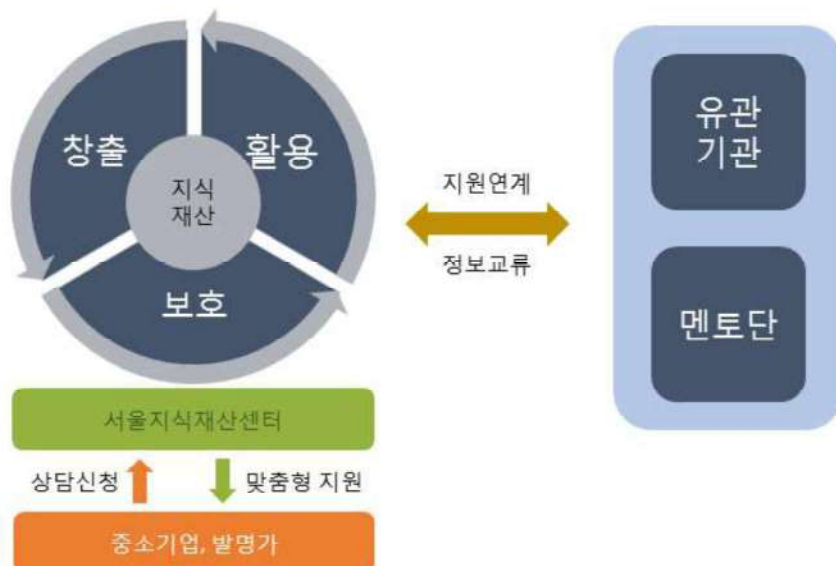 창출
활용
지식
재산
보호
지원연계
정보교류
유관
기관
멘토단
서울지식재산센터
상담신청
맞춤형 지원
중소기업, 발명가